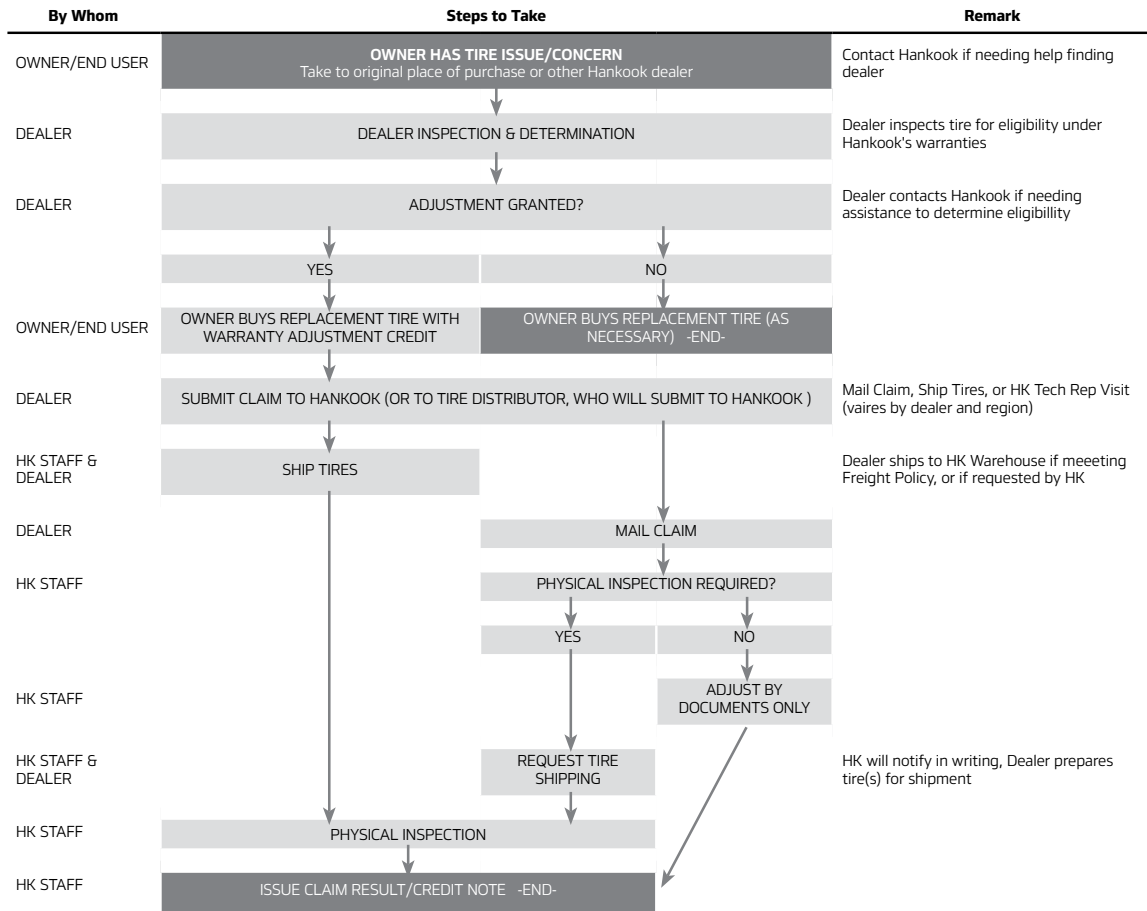 By Whom
Steps to Take
Remark
OWNER/END USER
OWNER HAS TIRE ISSUE/CONCERN
Take to original place of purchase or other Hankook dealer
Contact Hankook if needing help finding
dealer
DEALER
DEALER INSPECTION & DETERMINATION
Dealer inspects tire for eligibility under
Hankook's warranties
DEALER
ADJUSTMENT GRANTED?
Dealer contacts Hankook if needing
assistance to determine eligibillity
YES
NO
OWNER/END USER
OWNER BUYS REPLACEMENT TIRE WITH
WARRANTY ADJUSTMENT CREDIT
OWNER BUYS REPLACEMENT TIRE (AS
NECESSARY) -END-
DEALER
SUBMIT CLAIM TO HANKOOK (OR TO TIRE DISTRIBUTOR, WHO WILL SUBMIT TO HANKOOK )
Mail Claim, Ship Tires, or HK Tech Rep Visit
(vaires by dealer and region)
HK STAFF &
DEALER
SHIP TIRES
Dealer ships to HK Warehouse if meeeting
Freight Policy, or if requested by HK
DEALER
MAIL CLAIM
HK STAFF
PHYSICAL INSPECTION REQUIRED?
YES
NO
HK STAFF
ADJUST BY
DOCUMENTS ONLY
HK STAFF &
DEALER
REQUEST TIRE
SHIPPING
HK will notify in writing, Dealer prepares
tire(s) for shipment
HK STAFF
PHYSICAL INSPECTION
HK STAFF
ISSUE CLAIM RESULT/CREDIT NOTE -END-